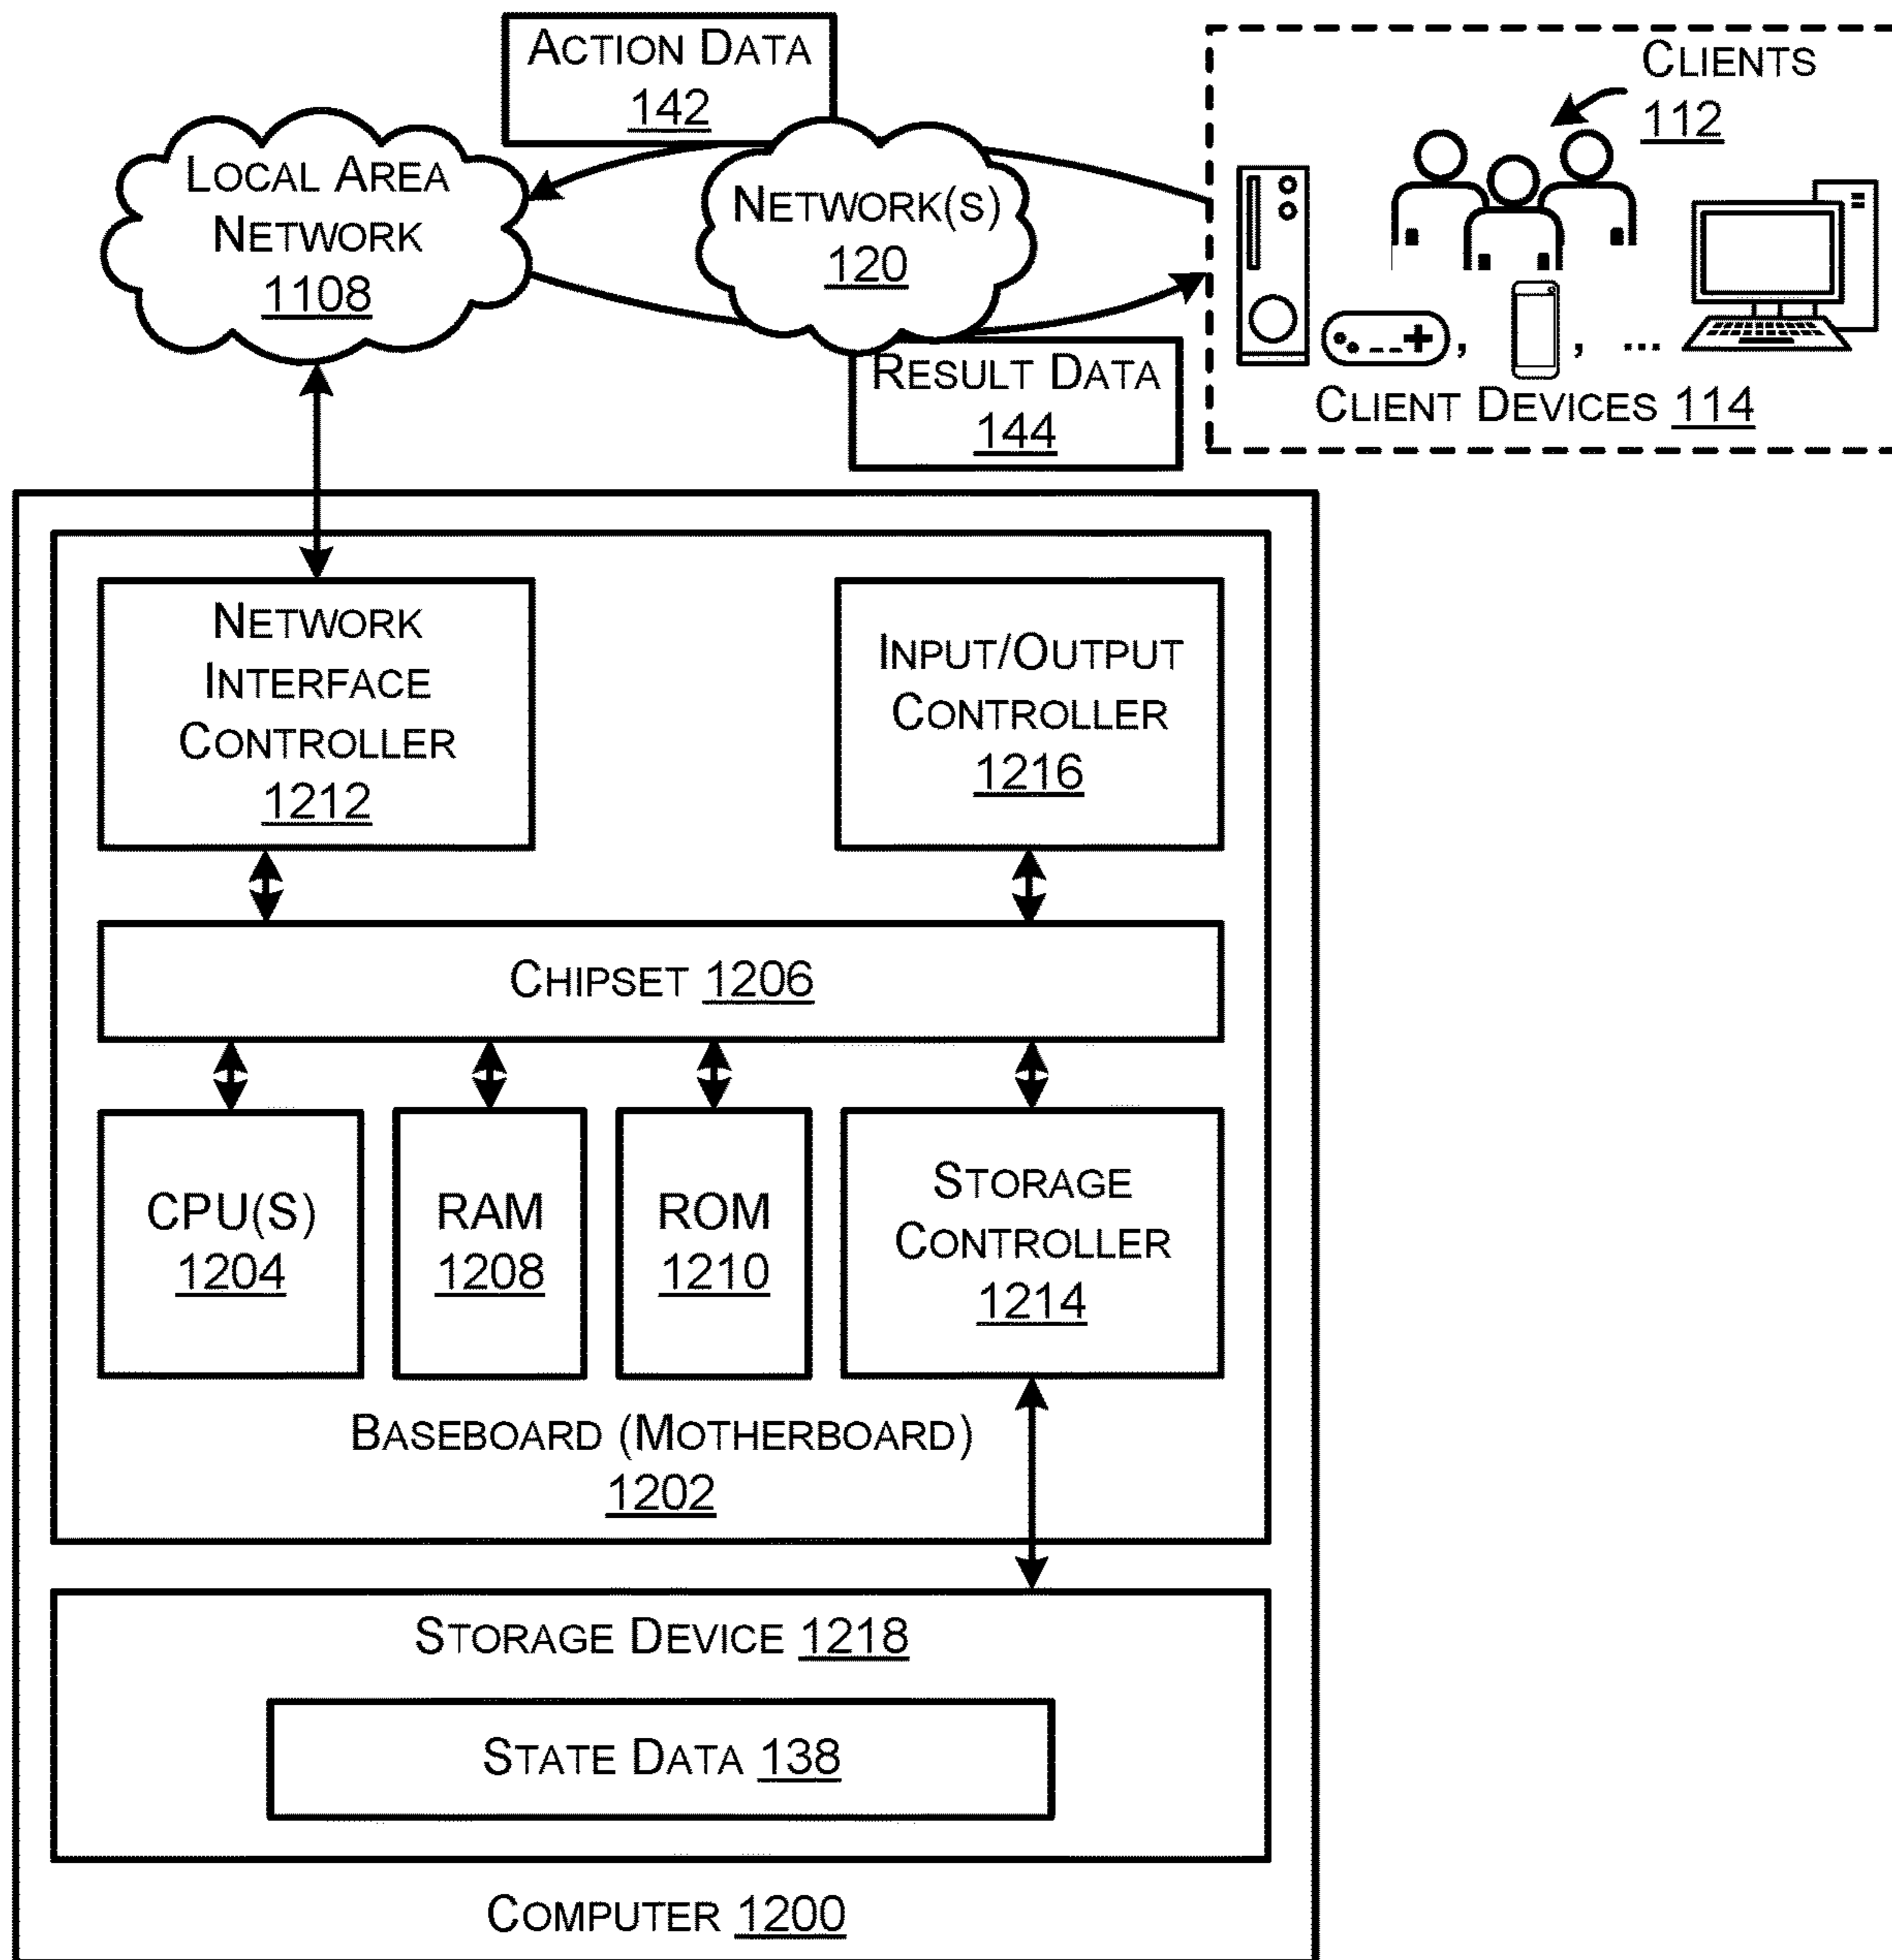 ACTION DATA
142
CLIENTS
112
LOCAL AREA
NETWORK
1108
NETWORK(S)
120
RESULT DATA
144
, , ...
CLIENT DEVICES 114
NETWORK
INTERFACE
CONTROLLER
1212
INPUT/OUTPUT
CONTROLLER
1216
CHIPSET 1206
CPU(S)
1204
RAM
1208
ROM
1210
STORAGE
CONTROLLER
1214
BASEBOARD (MOTHERBOARD)
1202
STORAGE DEVICE 1218
STATE DATA 138
COMPUTER 1200